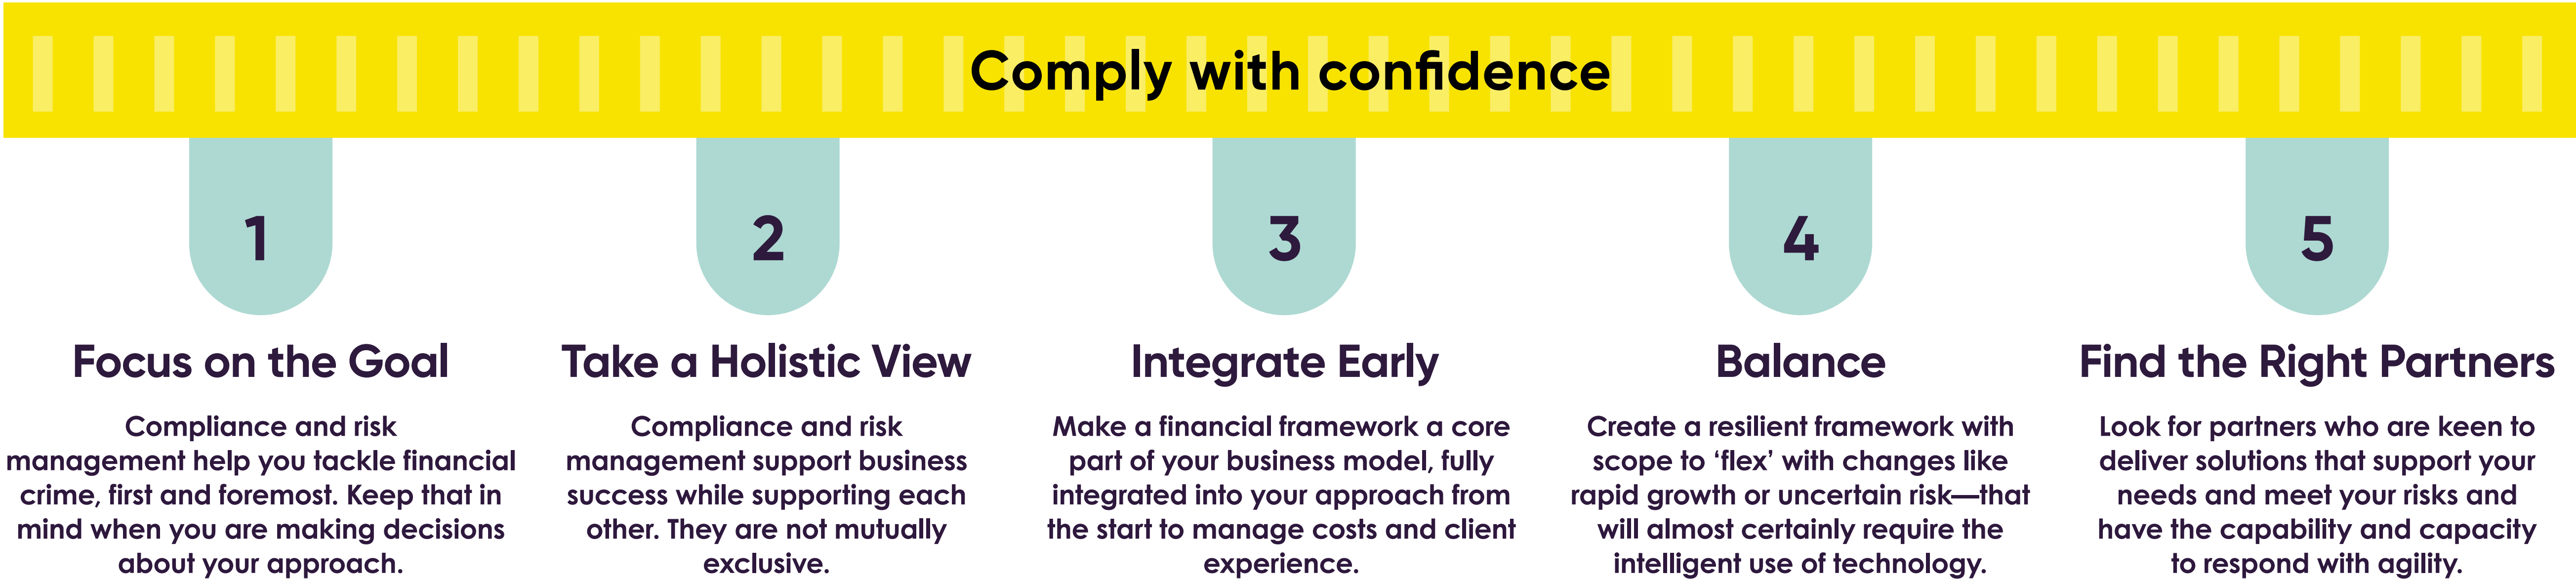 Comply with confidence
1
Focus on the Goal
Compliance and risk
management help you tackle financial
crime, first and foremost. Keep that in
mind when you are making decisions
about your approach.
2
Take a Holistic View
Compliance and risk
management support business
success while supporting each
other. They are not mutually
exclusive.
3
Integrate Early
Make a financial framework a core
part of your business model, fully
integrated into your approach from
the start to manage costs and client
experience.
4
Balance
Create a resilient framework with
scope to ‘flex’ with changes like
rapid growth or uncertain risk—that
will almost certainly require the
intelligent use of technology.
5
Find the Right Partners
Look for partners who are keen to
deliver solutions that support your
needs and meet your risks and
have the capability and capacity
to respond with agility.